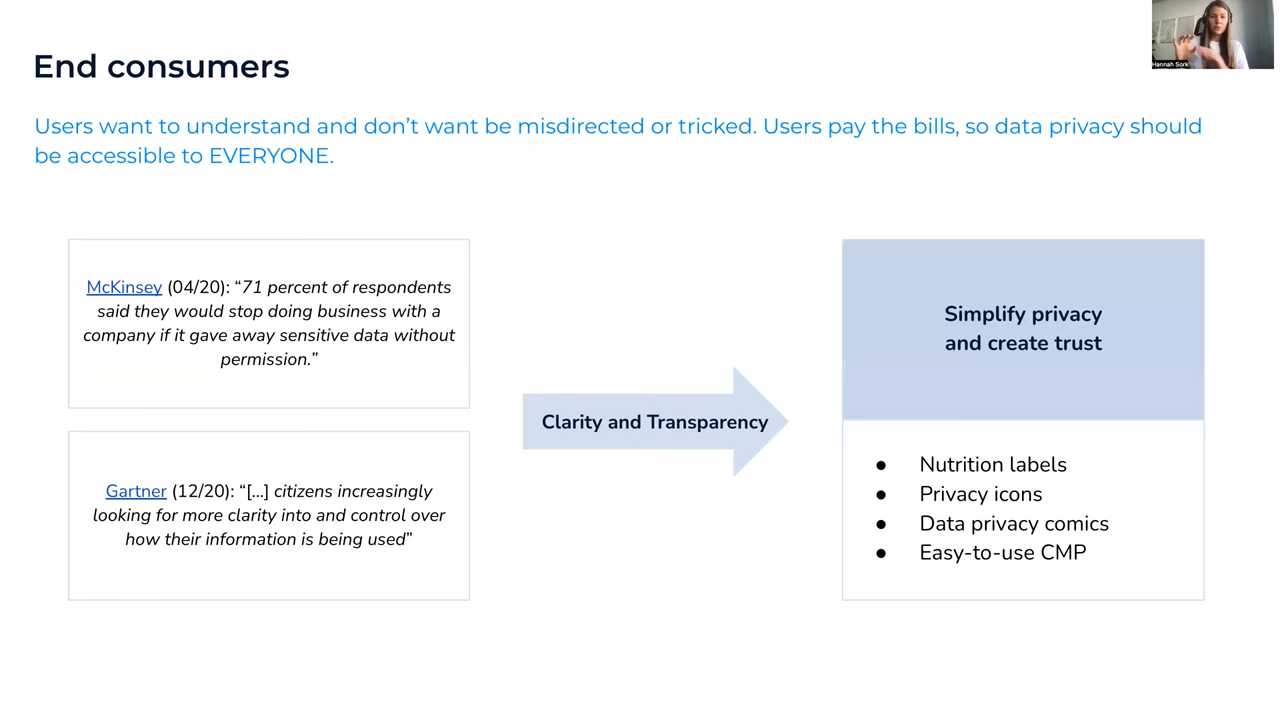 Hannah Sork
End consumers
Users want to understand and don’t want be misdirected or tricked. Users pay the bills, so data privacy should
be accessible to EVERYONE.
McKinsey (04/20): “71 percent of respondents
said they would stop doing business with a
company if it gave away sensitive data without
permission.”
Gartner (12/20): “[...] citizens increasingly
looking for more clarity into and control over
how their information is being used”
Clarity and Transparency
Simplify privacy
and create trust
● Nutrition labels
● Privacy icons
● Data privacy comics
● Easy-to-use CMP